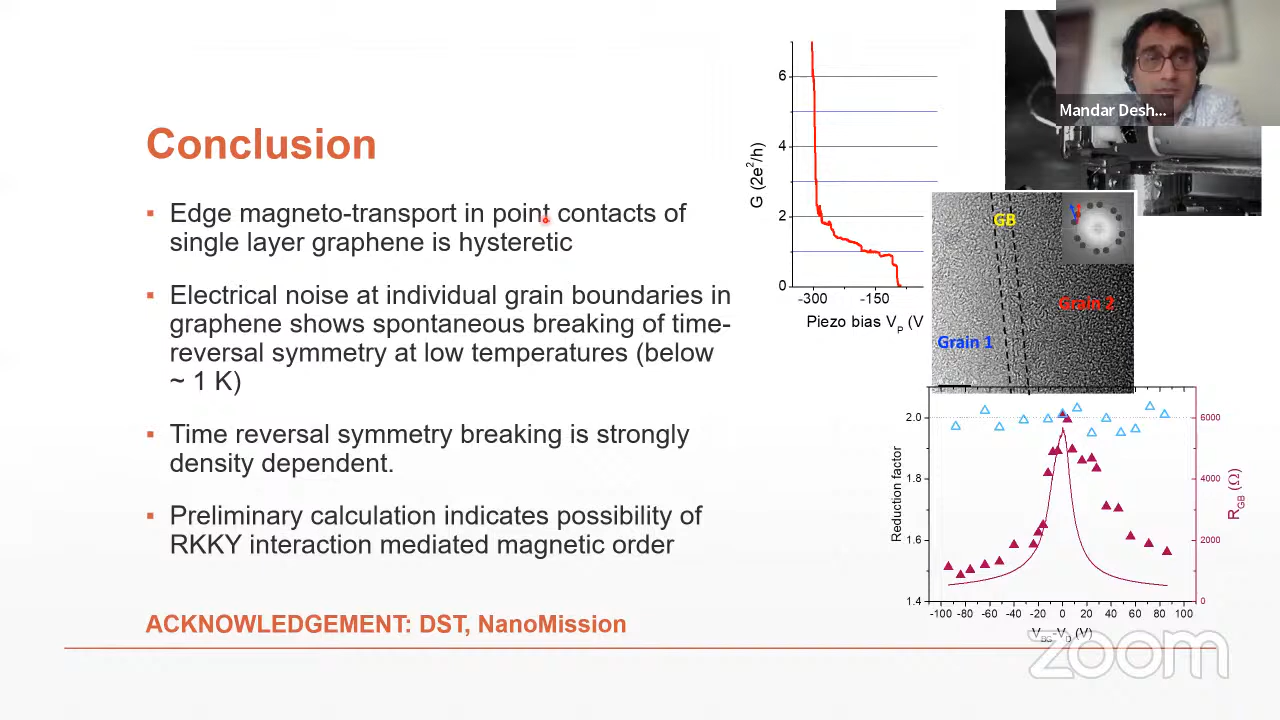 Conclusion
▪ Edge magneto-transport in point contacts of
single layer graphene is hysteretic
▪ Electrical noise at individual grain boundaries in
graphene shows spontaneous breaking of time-
reversal symmetry at low temperatures (below
~ 1 K)
▪ Time reversal symmetry breaking is strongly
density dependent.
▪ Preliminary calculation indicates possibility of
RKKY interaction mediated magnetic order
ACKNOWLEDGEMENT: DST, NanoMission
G (2e²/h)
6
4
2
0
-300 -150
Piezo bias V_P (V
Mandar Desh...
GB
Grain 2
Grain 1
Reduction factor
2.0
1.8
1.6
1.4
6000
4000
2000
0
R_GB (Ω)
-100 -80 -60 -40 -20 0 20 40 60 80 100
V_BG-V_D (V)
zoom